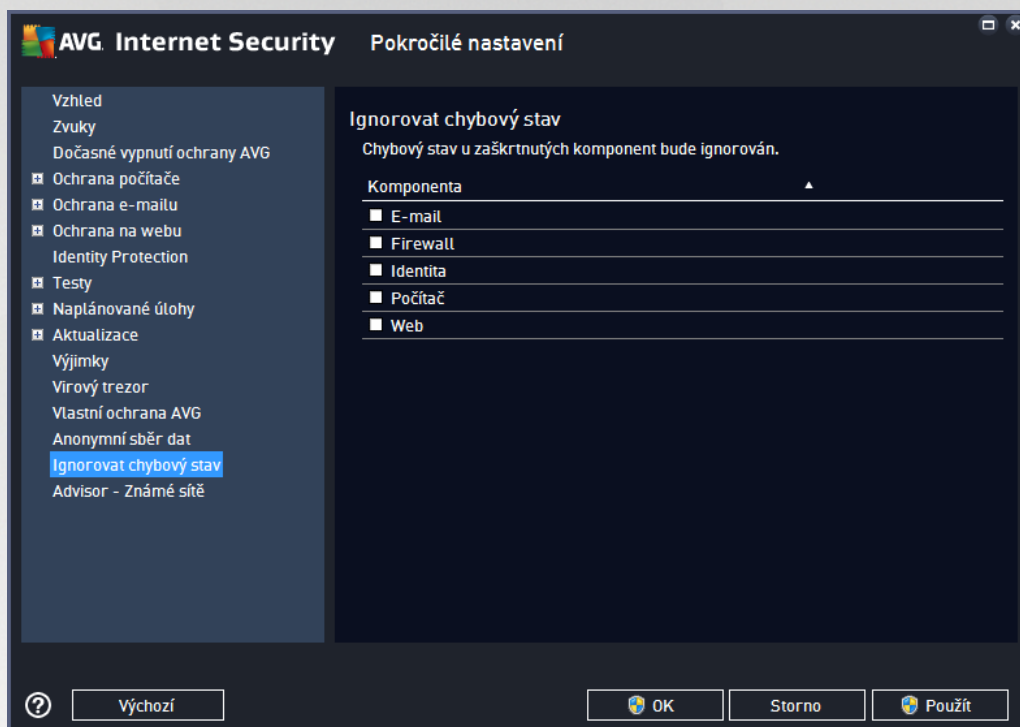 AVG. Internet Security Pokročilé nastavení
Vzhled
Zvuky
Dočasné vypnutí ochrany AVG
Ochrana počítače
Ochrana e-mailu
Ochrana na webu
Identity Protection
Testy
Naplánované úlohy
Aktualizace
Výjimky
Virový trezor
Vlastní ochrana AVG
Anonymní sběr dat
Ignorovat chybový stav
Advisor - Známé sítě
Ignorovat chybový stav
Chybový stav u zaškrtnutých komponent bude ignorován.
Komponenta
E-mail
Firewall
Identita
Počítač
Web
? Výchozí OK Storno Použít